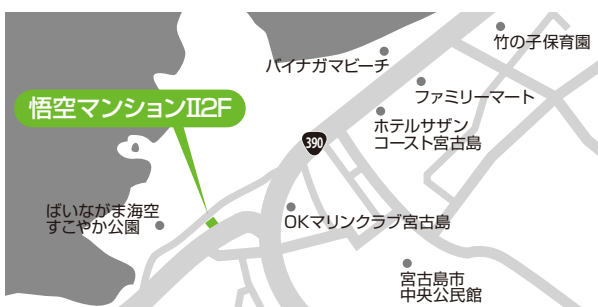 竹の子保育園
パイナガマビーチ
ファミリーマート
悟空マンションⅡ2F
ホテルサザン
コースト宮古島
390
ぱいながま海空
すこやか公園
OKマリンクラブ宮古島
宮古島市
中央公民館